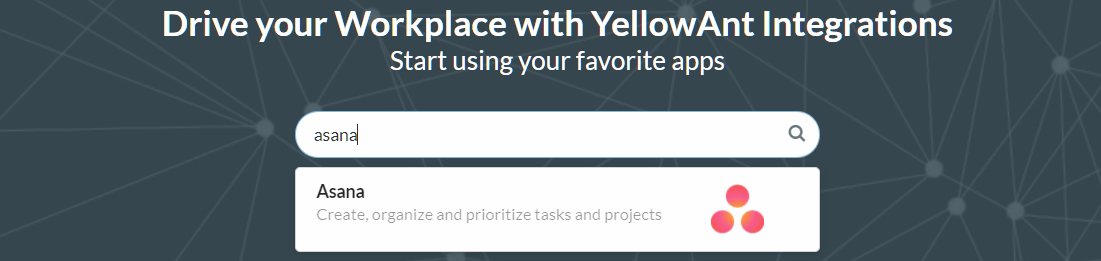 Drive your Workplace with YellowAnt Integrations
Start using your favorite apps
asana
Asana
Create, organize and prioritize tasks and projects